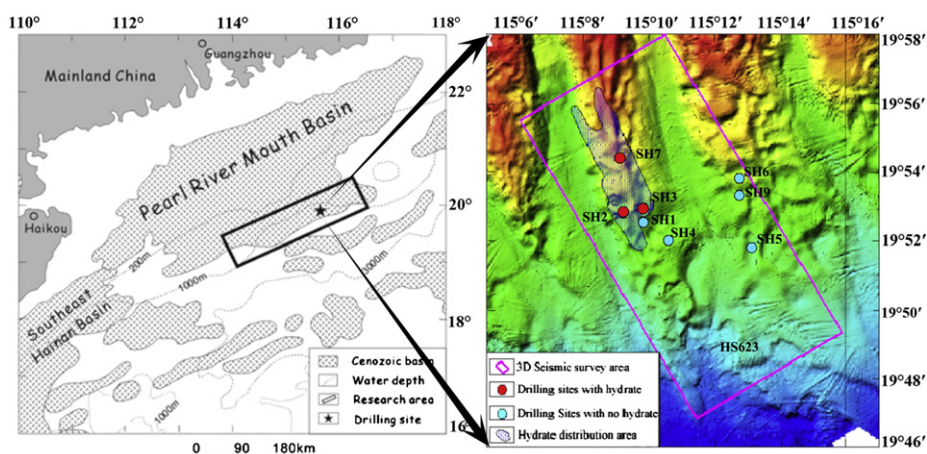 110° 112° 114° 116° 118°
Guangzhou
Mainland China
22°
Pearl River Mouth Basin
Haikou
20°
200m
1000m
3000m
Southeast
Hainan Basin
18°
Cenozoic basin
Water depth
Research area
Drilling site
1000m
16°
0 90 180km
115°6′ 115°8′ 115°10′ 115°12′ 115°14′ 115°16′
19°58′
19°56′
19°54′
19°52′
19°50′
19°48′
19°46′
SH7
SH6
SH9
SH3
SH2
SH1
SH4
SH5
HS623
3D Seismic survey area
Drilling sites with hydrate
Drilling Sites with no hydrate
Hydrate distribution area